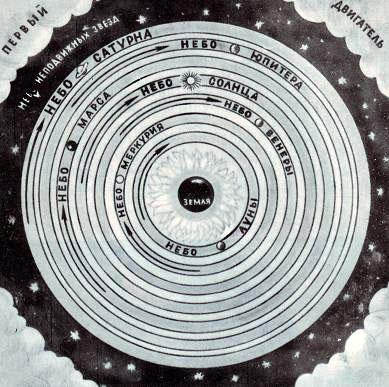 ПЕРВЫЙ ДВИГАТЕЛЬ
НЕПОДВИЖНЫХ ЗВЕЗД
НЕБО САТУРНА
НЕБО ЮПИТЕРА
НЕБО МАРСА
НЕБО СОЛНЦА
НЕБО ВЕНЕРЫ
НЕБО МЕРКУРИЯ
НЕБО ЛУНЫ
ЗЕМЛЯ